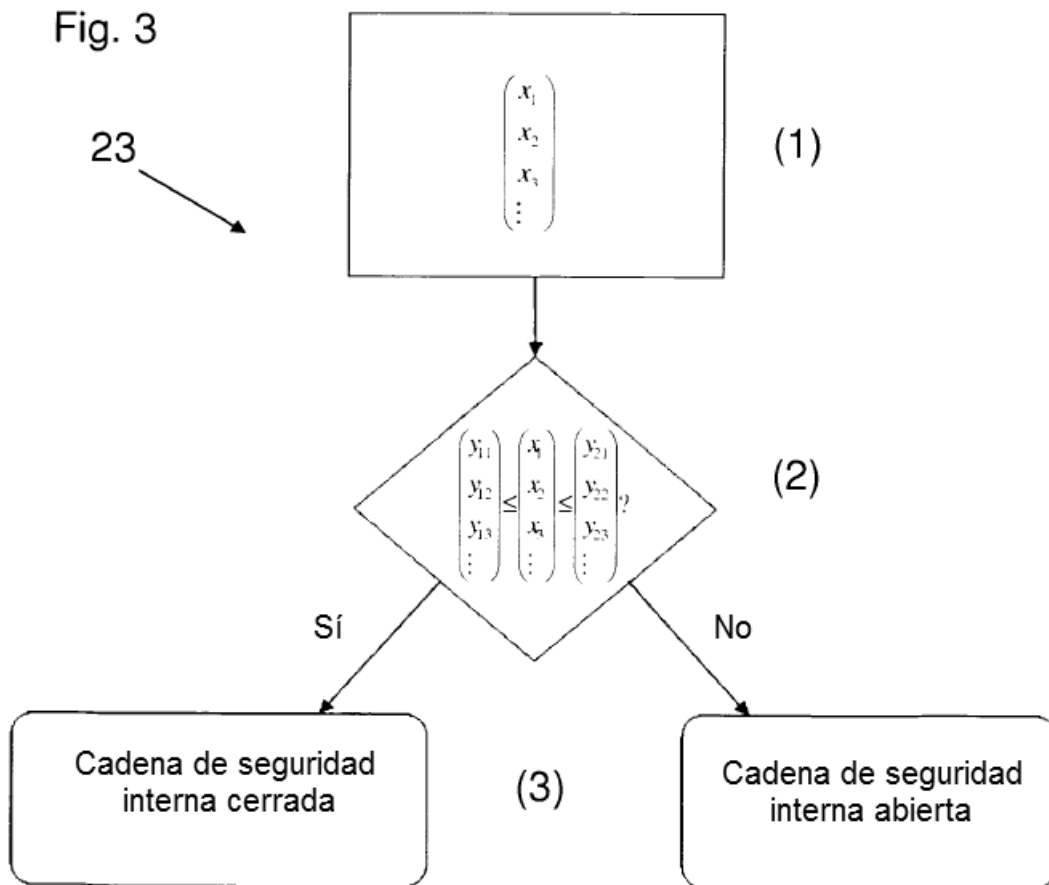 Fig. 3
23
x₁
x₂
x₃
⋮
(1)
y₁₁ x₁ y₂₁
y₁₂ ≤ x₂ ≤ y₂₂ ?
y₁₃ x₃ y₂₃
⋮ ⋮ ⋮
(2)
Sí
No
Cadena de seguridad
interna cerrada
(3)
Cadena de seguridad
interna abierta